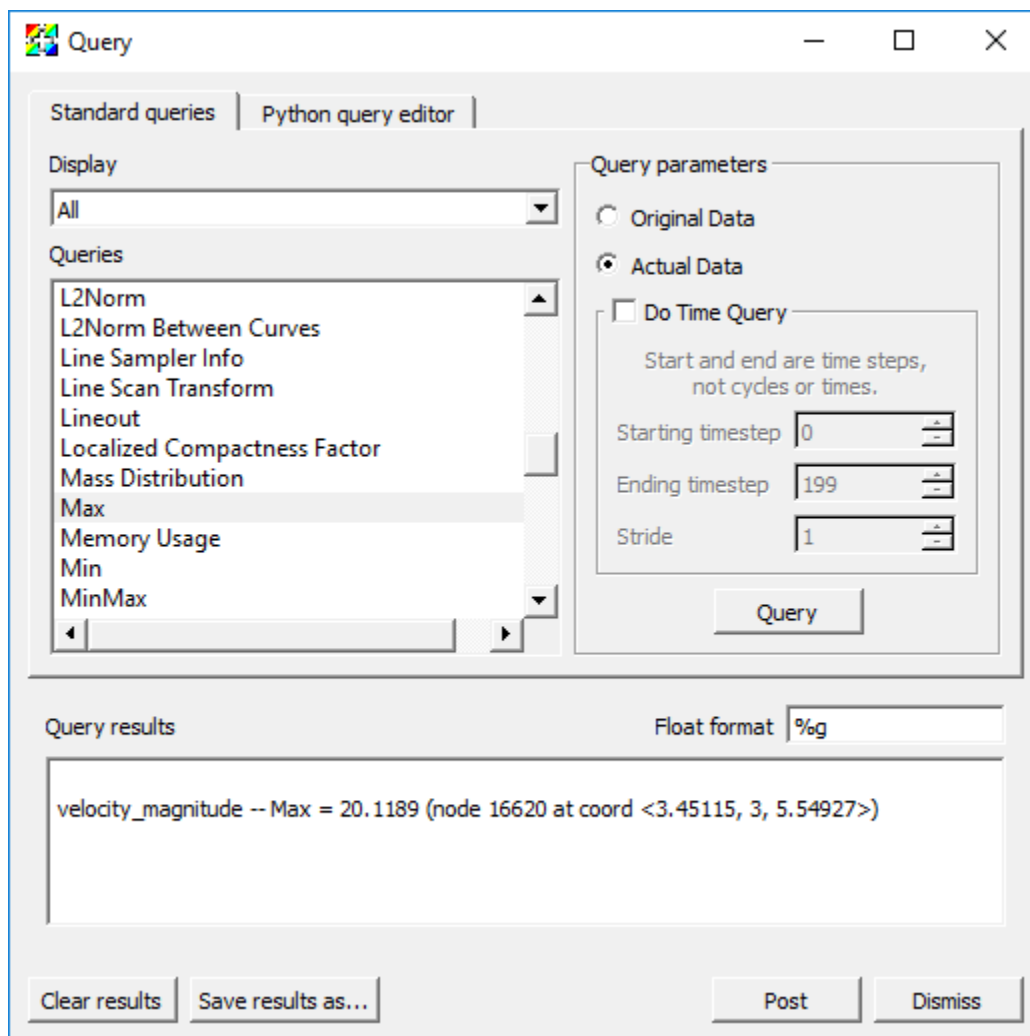 Query
Standard queries
Python query editor
Display
All
Queries
L2Norm
L2Norm Between Curves
Line Sampler Info
Line Scan Transform
Lineout
Localized Compactness Factor
Mass Distribution
Max
Memory Usage
Min
MinMax
Query parameters
Original Data
Actual Data
Do Time Query
Start and end are time steps,
not cycles or times.
Starting timestep 0
Ending timestep 199
Stride 1
Query
Query results
Float format %g
velocity_magnitude -- Max = 20.1189 (node 16620 at coord <3.45115, 3, 5.54927>)
Clear results
Save results as...
Post
Dismiss